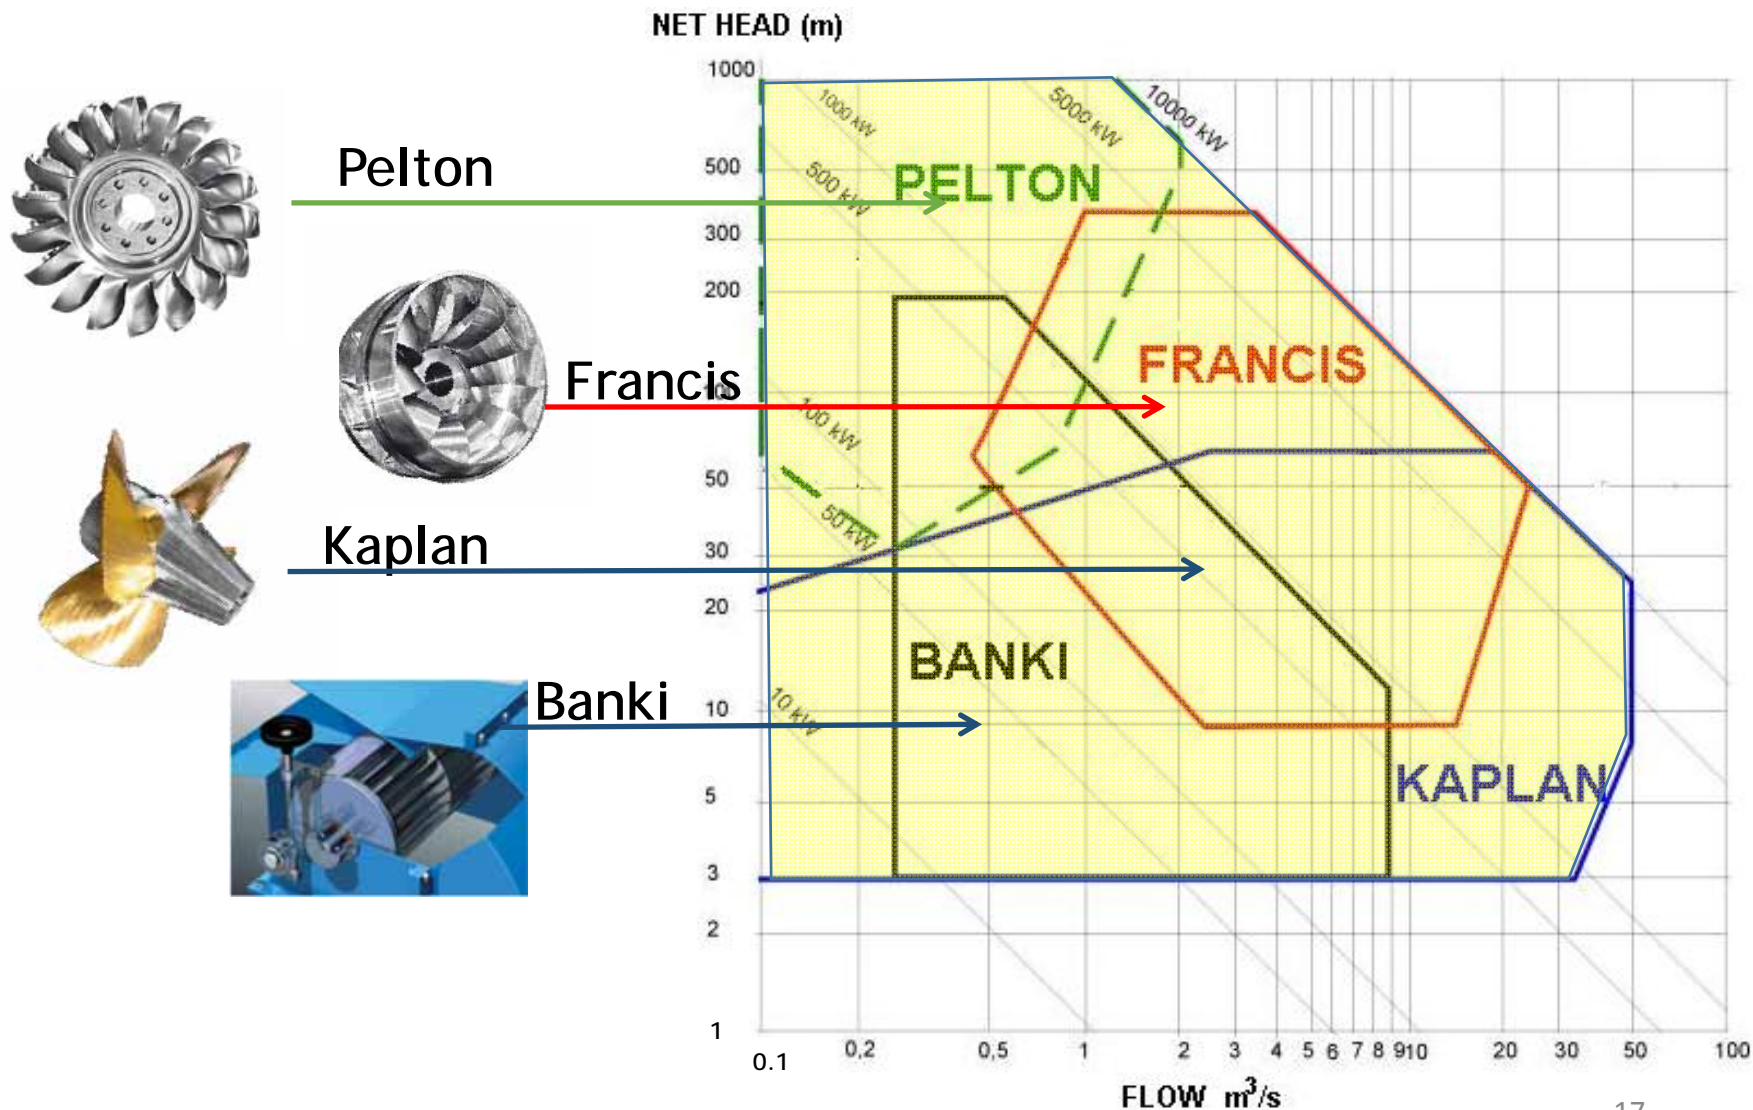 NET HEAD (m)
1000
500
300
200
100
50
30
20
10
5
3
2
1
Pelton
Francis
Kaplan
Banki
1000 kW
5000 kW
10000 kW
500 kW
100 kW
50 kW
10 kW
PELTON
FRANCIS
BANKI
KAPLAN
0.1 0,2 0,5 1 2 3 4 5 6 7 8 9 10 20 30 50 100
FLOW m³/s
17